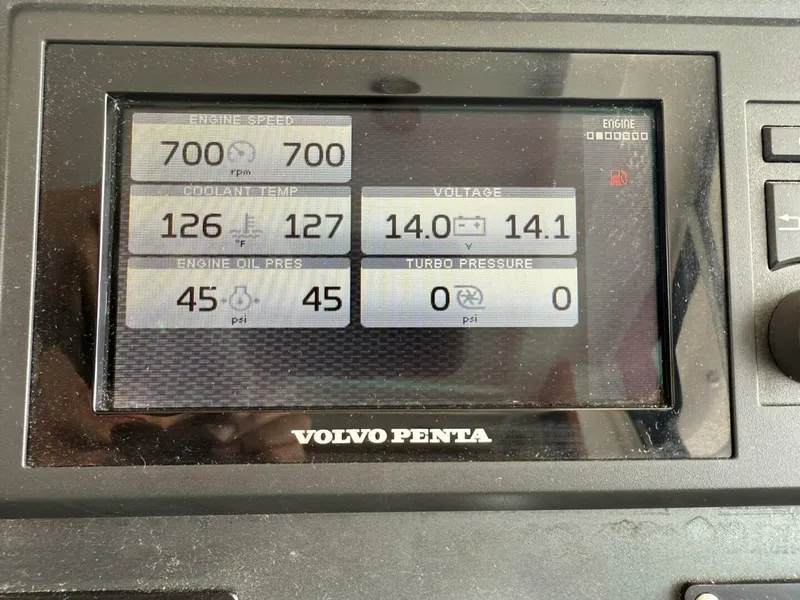 ENGINE SPEED
700 700
rpm
COOLANT TEMP
126 127
°F
ENGINE OIL PRES
45 45
psi
VOLTAGE
14.0 14.1
V
TURBO PRESSURE
0 0
psi
ENGINE
VOLVO PENTA